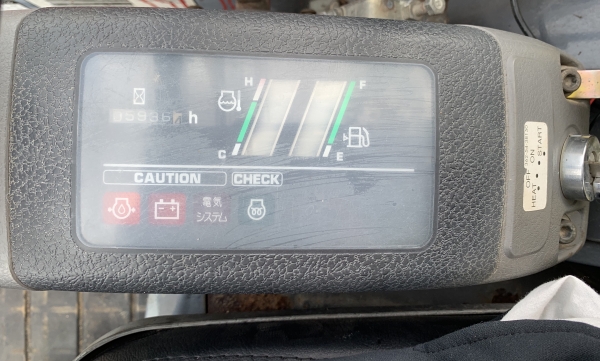 H
F
h
C
E
CAUTION
CHECK
電気
システム
HEAT OFF ON START